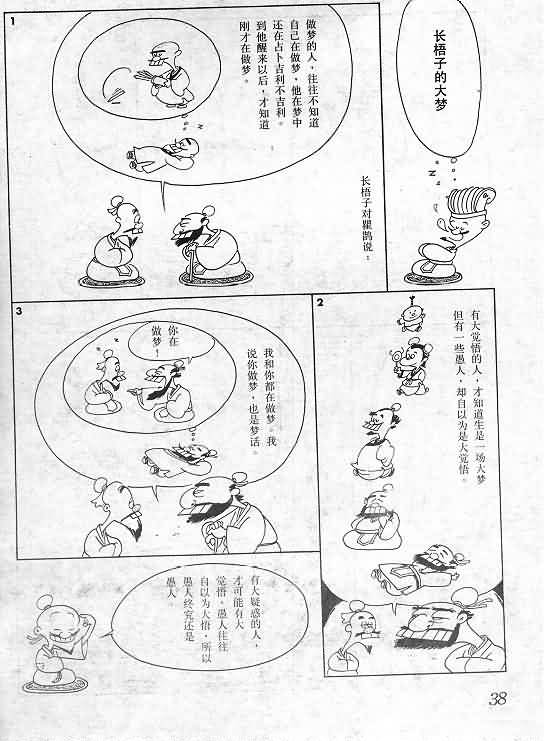 长梧子的大梦
长梧子对瞿鹊说：
1
做梦的人，往往不知道
自己在做梦，他在梦中
还在占卜吉利不吉利。
到他醒来以后，才知道
刚才在做梦。
z
z
z
z
2
有大觉悟的人，才知道生是一场大梦
但有一些愚人，却自以为是大觉悟。
3
你在
做梦！
我和你都在做梦。我
说你做梦，也是梦话。
有大疑惑的人，
才可能有大
觉悟，愚人往往
自以为大悟，所以
愚人终究还是
愚人。
38